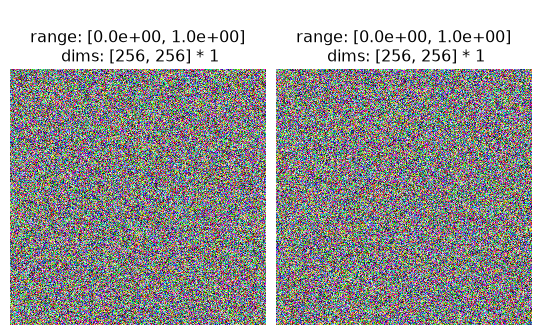 range: [0.0e+00, 1.0e+00]
dims: [256, 256] * 1
range: [0.0e+00, 1.0e+00]
dims: [256, 256] * 1